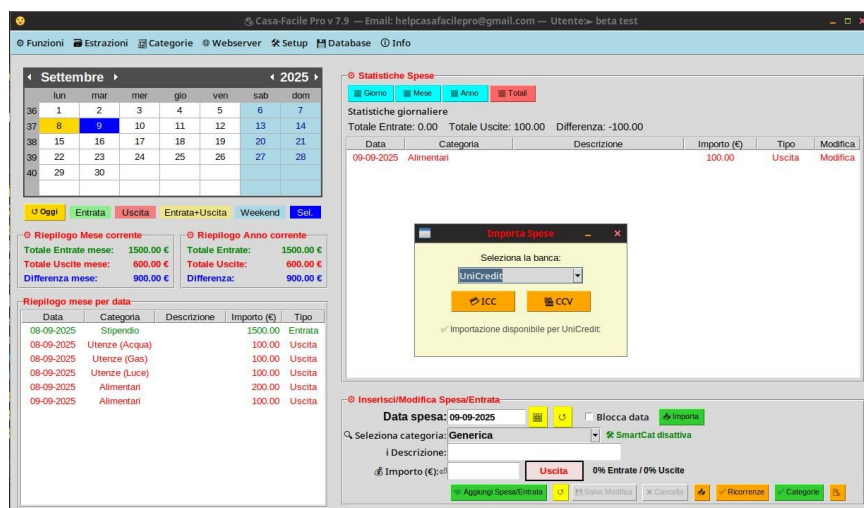 Casa-Facile Pro v 7.9 — Email: helpcasafacilepro@gmail.com — Utente:► beta test
Funzioni Estrazioni Categorie Webserver Setup Database Info
Settembre 2025
lun mar mer gio ven sab dom
36 1 2 3 4 5 6 7
37 8 9 10 11 12 13 14
38 15 16 17 18 19 20 21
39 22 23 24 25 26 27 28
40 29 30
Oggi Entrata Uscita Entrata+Uscita Weekend Sel.
Riepilogo Mese corrente
Totale Entrate mese: 1500.00 €
Totale Uscite mese: 600.00 €
Differenza mese: 900.00 €
Riepilogo Anno corrente
Totale Entrate: 1500.00 €
Totale Uscite: 600.00 €
Differenza: 900.00 €
Riepilogo mese per data
Data Categoria Descrizione Importo (€) Tipo
08-09-2025 Stipendio 1500.00 Entrata
08-09-2025 Utenze (Acqua) 100.00 Uscita
08-09-2025 Utenze (Gas) 100.00 Uscita
08-09-2025 Utenze (Luce) 100.00 Uscita
08-09-2025 Alimentari 200.00 Uscita
09-09-2025 Alimentari 100.00 Uscita
Statistiche Spese
Giorno Mese Anno Totali
Statistiche giornaliere
Totale Entrate: 0.00 Totale Uscite: 100.00 Differenza: -100.00
Data Categoria Descrizione Importo (€) Tipo Modifica
09-09-2025 Alimentari 100.00 Uscita Modifica
Importa Spese
Seleziona la banca:
UniCredit
ICC CCV
Importazione disponibile per UniCredit:
Inserisci/Modifica Spesa/Entrata
Data spesa: 09-09-2025 Blocca data Importa
Seleziona categoria: Generica SmartCat disattiva
i Descrizione:
Importo (€): Uscita 0% Entrate / 0% Uscite
Aggiungi Spesa/Entrata Salva Modifica Cancella Ricorrenze Categorie